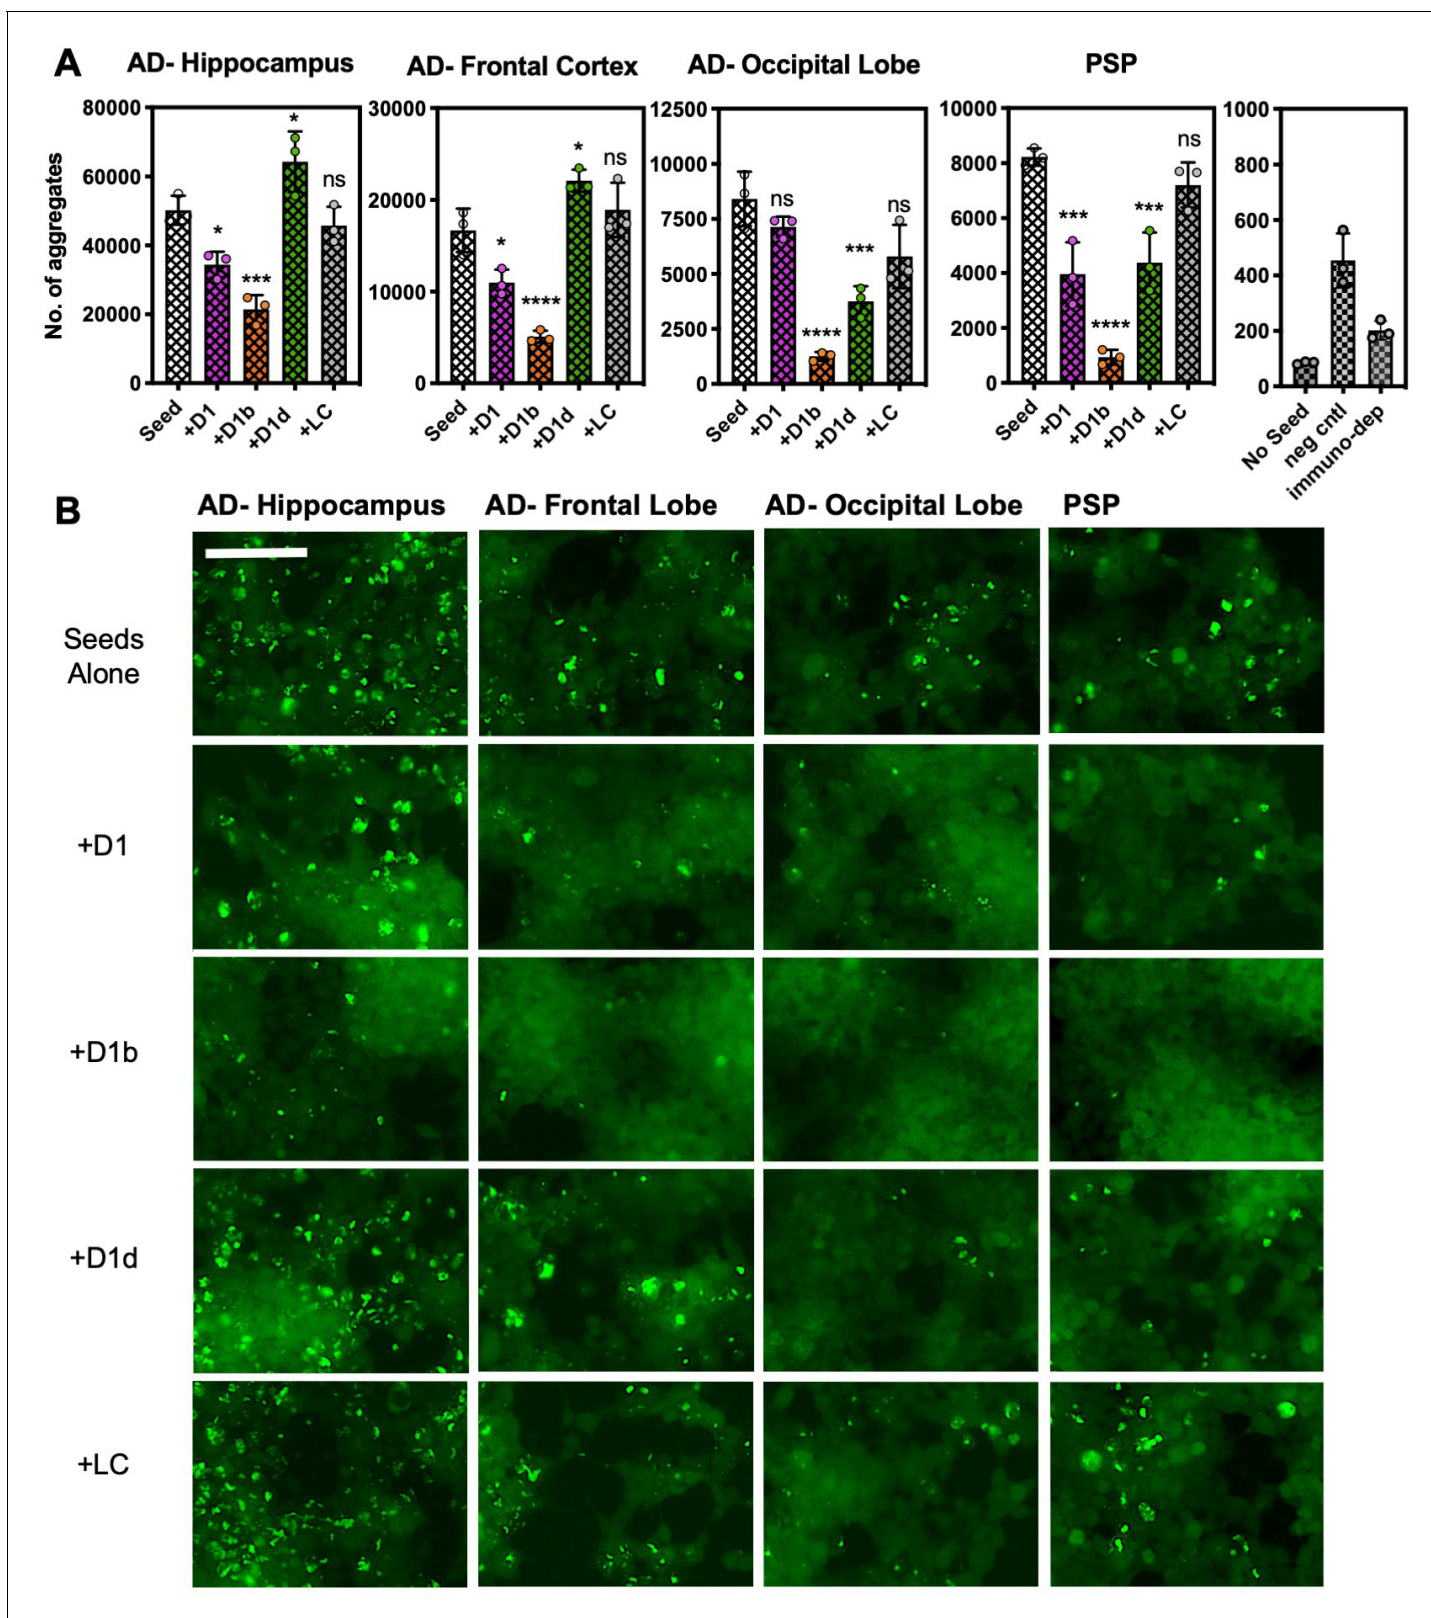 A
AD- Hippocampus
AD- Frontal Cortex
AD- Occipital Lobe
PSP
No. of aggregates
80000
60000
40000
20000
0
*
***
*
ns
Seed
+D1
+D1b
+D1d
+LC
30000
20000
10000
0
*
****
*
ns
Seed
+D1
+D1b
+D1d
+LC
12500
10000
7500
5000
2500
0
ns
****
***
ns
Seed
+D1
+D1b
+D1d
+LC
10000
8000
6000
4000
2000
0
***
****
***
ns
Seed
+D1
+D1b
+D1d
+LC
1000
800
600
400
200
0
No Seed
neg cntl
immuno-dep
B
AD- Hippocampus
AD- Frontal Lobe
AD- Occipital Lobe
PSP
Seeds
Alone
+D1
+D1b
+D1d
+LC